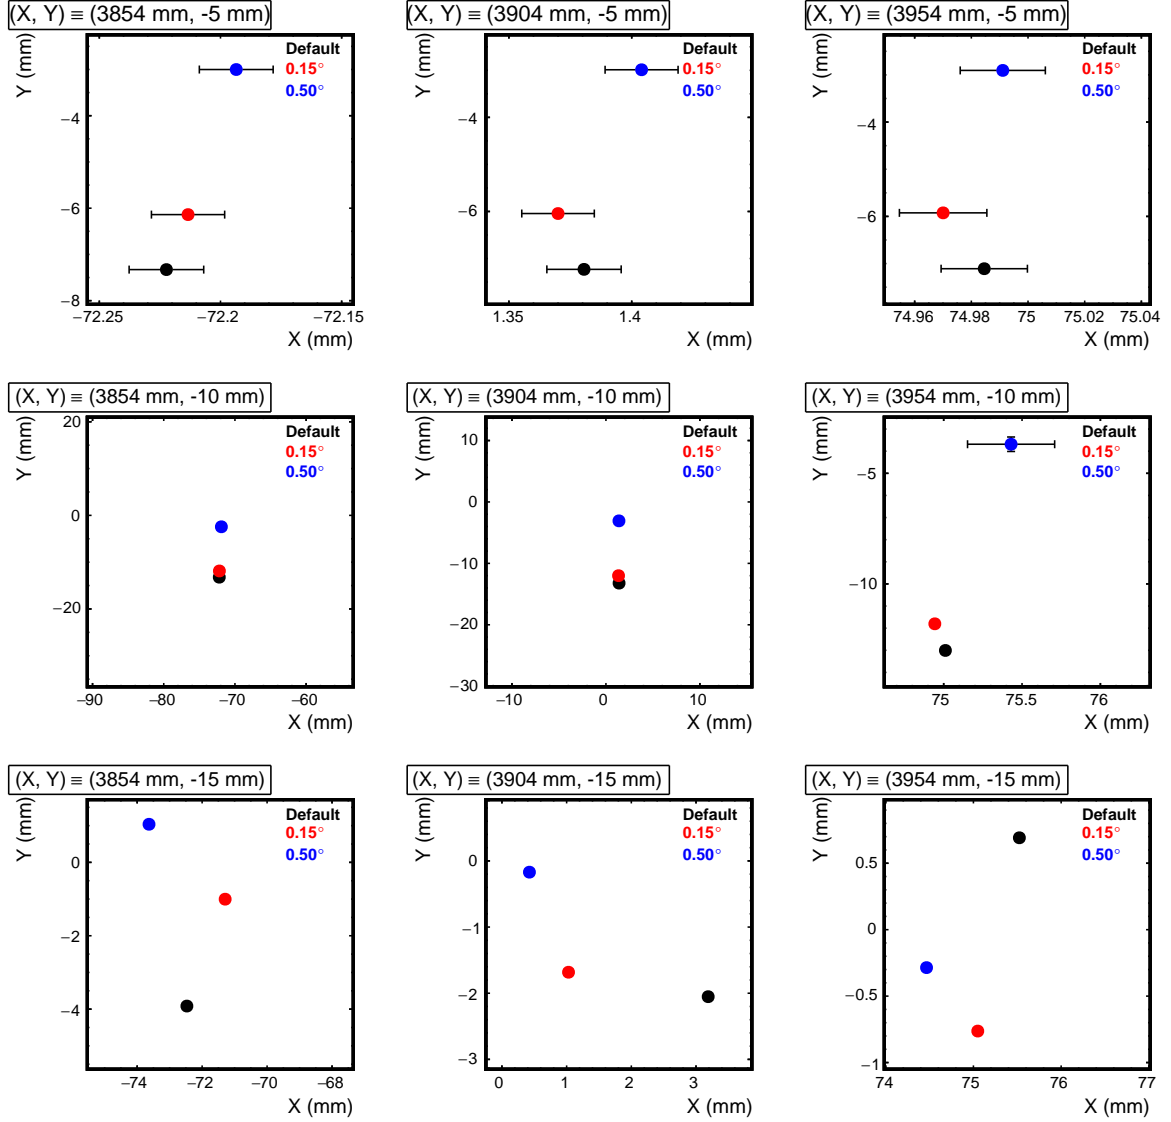 (X, Y) ≡ (3854 mm, -5 mm)
Y (mm)
Default
0.15°
0.50°
−4
−6
−8
−72.25 −72.2 −72.15
X (mm)
(X, Y) ≡ (3904 mm, -5 mm)
Y (mm)
Default
0.15°
0.50°
−4
−6
1.35 1.4
X (mm)
(X, Y) ≡ (3954 mm, -5 mm)
Y (mm)
Default
0.15°
0.50°
−4
−6
74.96 74.98 75 75.02 75.04
X (mm)
(X, Y) ≡ (3854 mm, -10 mm)
Y (mm)
Default
0.15°
0.50°
20
0
−20
−90 −80 −70 −60
X (mm)
(X, Y) ≡ (3904 mm, -10 mm)
Y (mm)
Default
0.15°
0.50°
10
0
−10
−20
−30
−10 0 10
X (mm)
(X, Y) ≡ (3954 mm, -10 mm)
Y (mm)
Default
0.15°
0.50°
−5
−10
75 75.5 76
X (mm)
(X, Y) ≡ (3854 mm, -15 mm)
Y (mm)
Default
0.15°
0.50°
0
−2
−4
−74 −72 −70 −68
X (mm)
(X, Y) ≡ (3904 mm, -15 mm)
Y (mm)
Default
0.15°
0.50°
0
−1
−2
−3
0 1 2 3
X (mm)
(X, Y) ≡ (3954 mm, -15 mm)
Y (mm)
Default
0.15°
0.50°
0.5
0
−0.5
−1
74 75 76 77
X (mm)